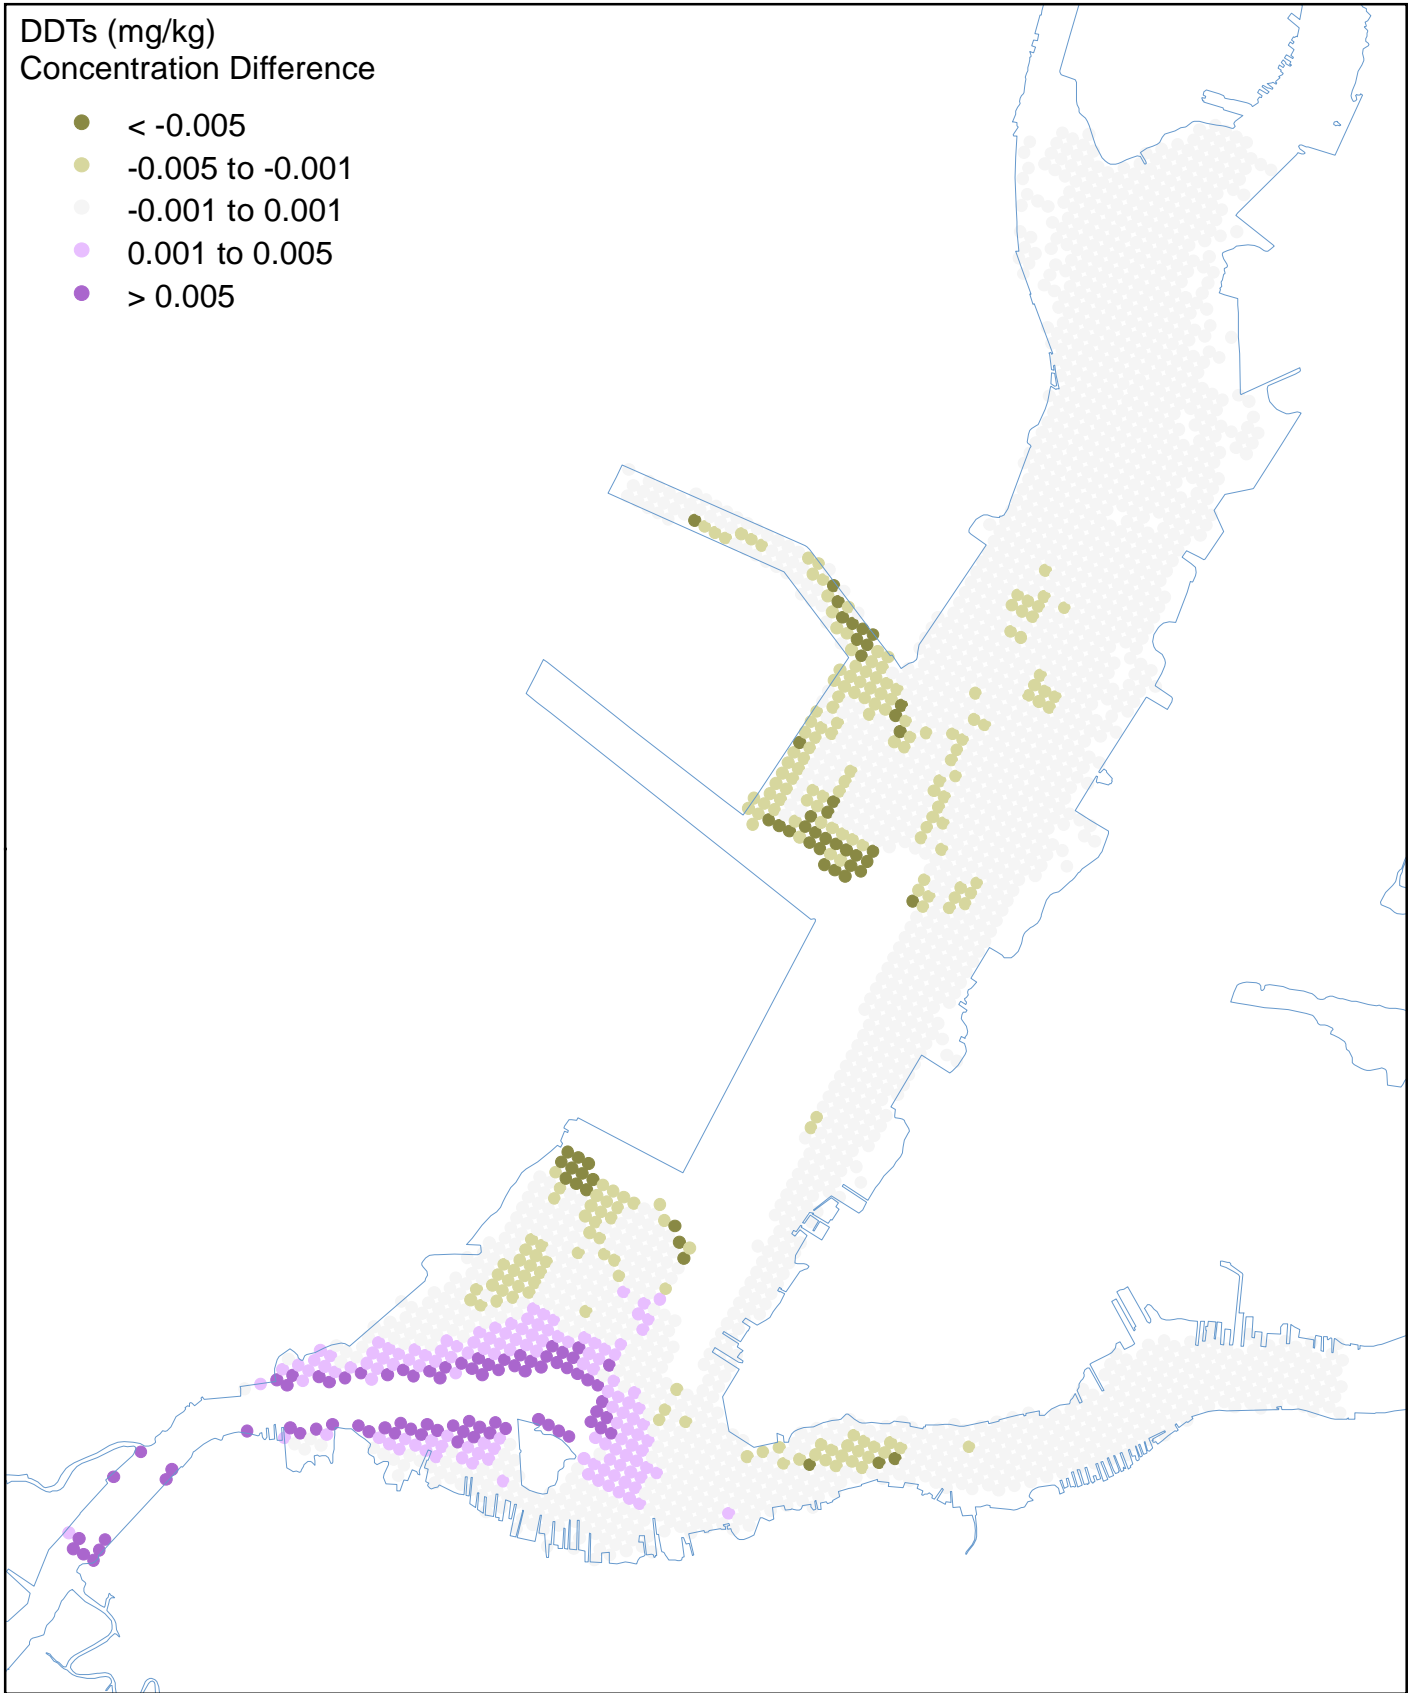 DDTs (mg/kg)
Concentration Difference
< -0.005
-0.005 to -0.001
-0.001 to 0.001
0.001 to 0.005
> 0.005